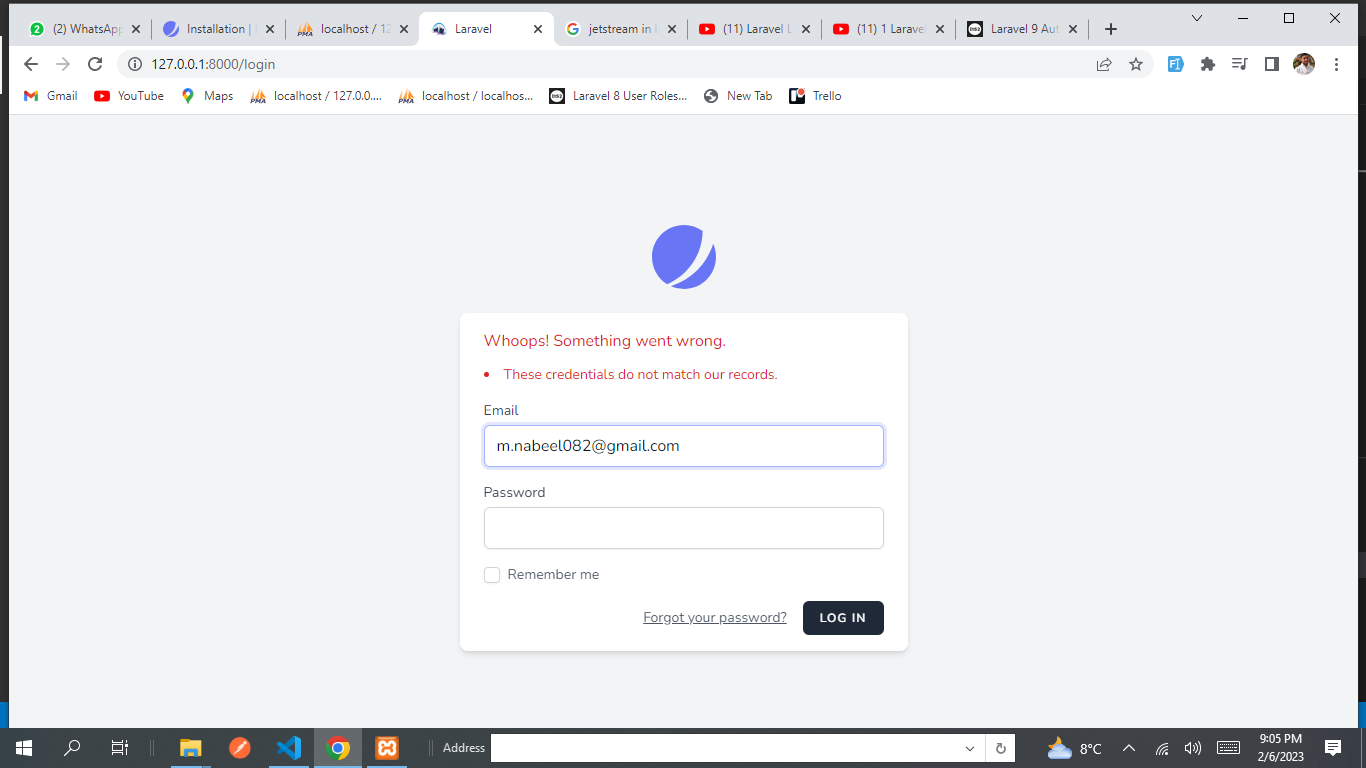 (2) WhatsApp
Installation |
localhost / 12
Laravel
jetstream in l
(11) Laravel L
(11) 1 Laravel
Laravel 9 Aut
127.0.0.1:8000/login
Gmail
YouTube
Maps
localhost / 127.0.0....
localhost / localhos...
Laravel 8 User Roles...
New Tab
Trello
Whoops! Something went wrong.
These credentials do not match our records.
Email
m.nabeel082@gmail.com
Password
Remember me
Forgot your password?
LOG IN
Address
8°C
9:05 PM
2/6/2023